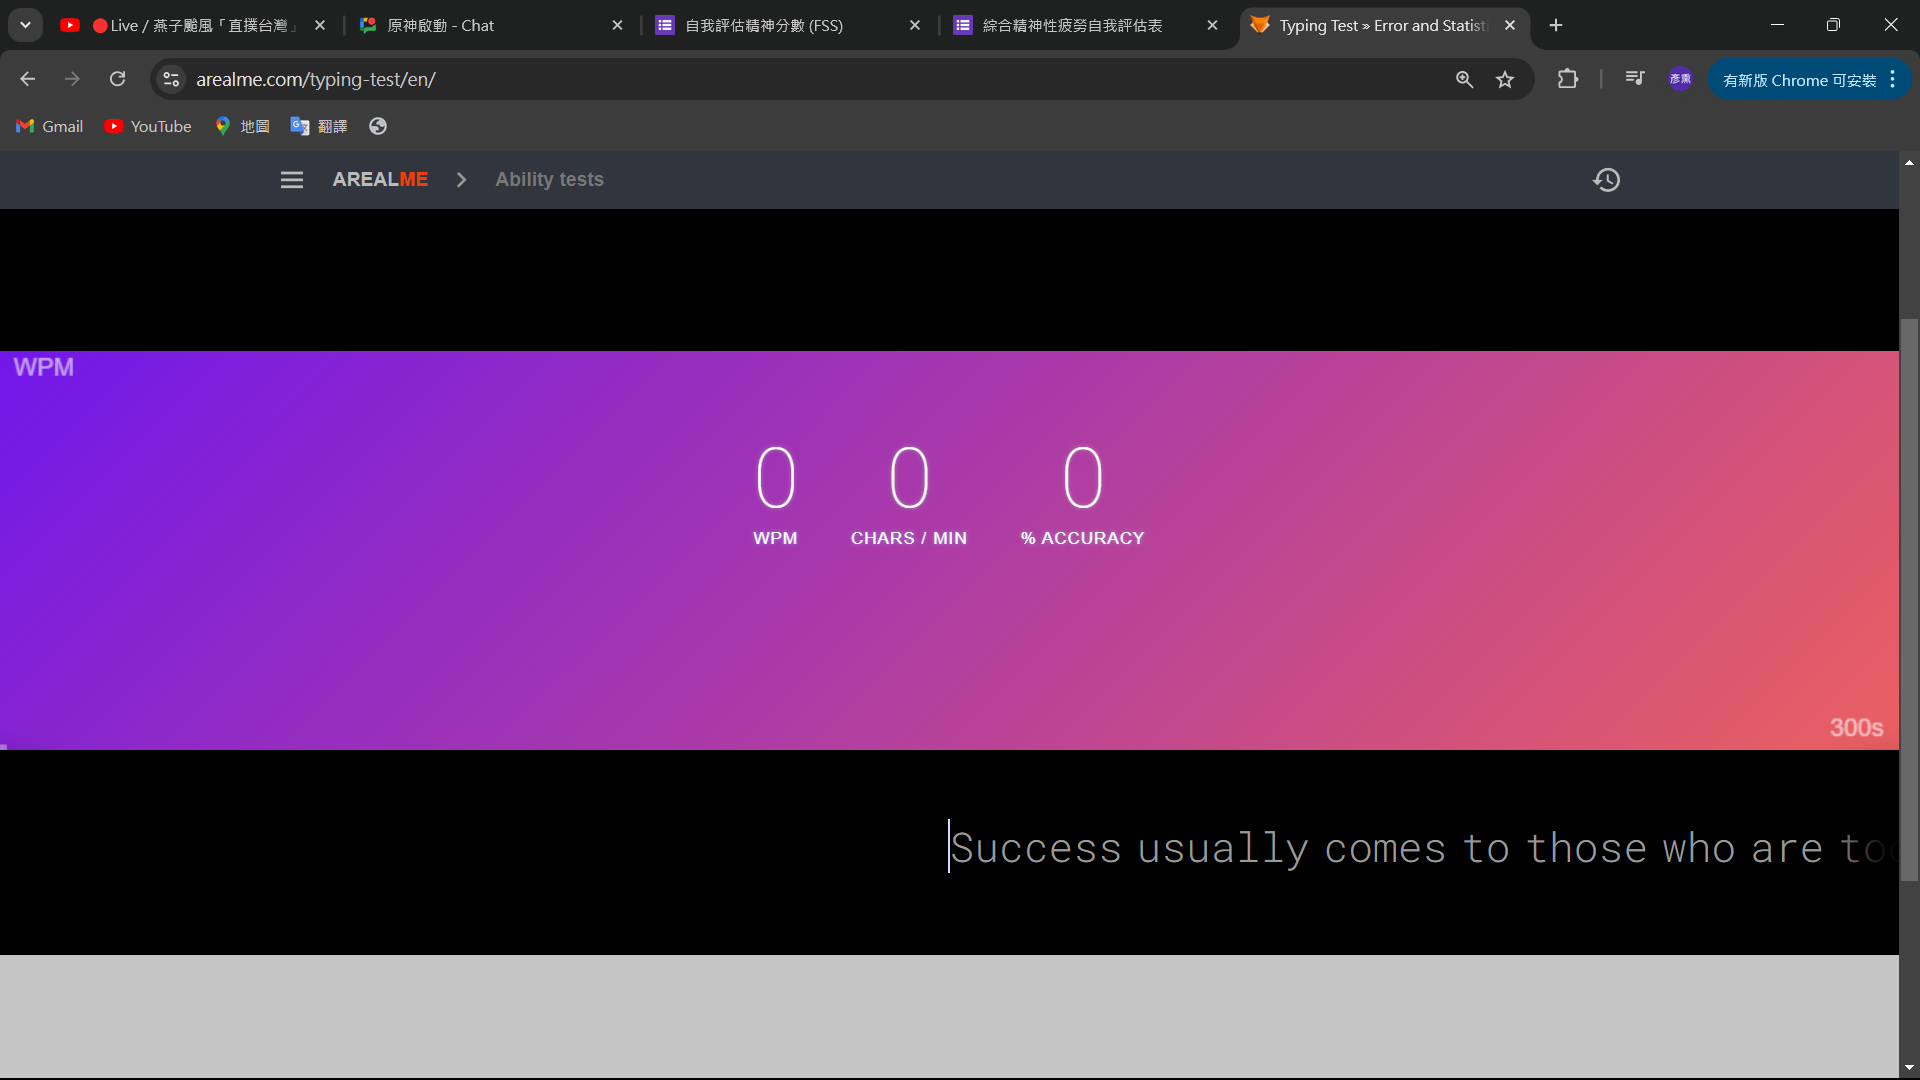 Live / 燕子颱風「直撲台灣」
原神啟動 - Chat
自我評估精神分數 (FSS)
綜合精神性疲勞自我評估表
Typing Test » Error and Statisti
arealme.com/typing-test/en/
彥熏
有新版 Chrome 可安裝
Gmail
YouTube
地圖
翻譯
AREALME
Ability tests
WPM
0 0 0
WPM CHARS / MIN % ACCURACY
300s
Success usually comes to those who are too